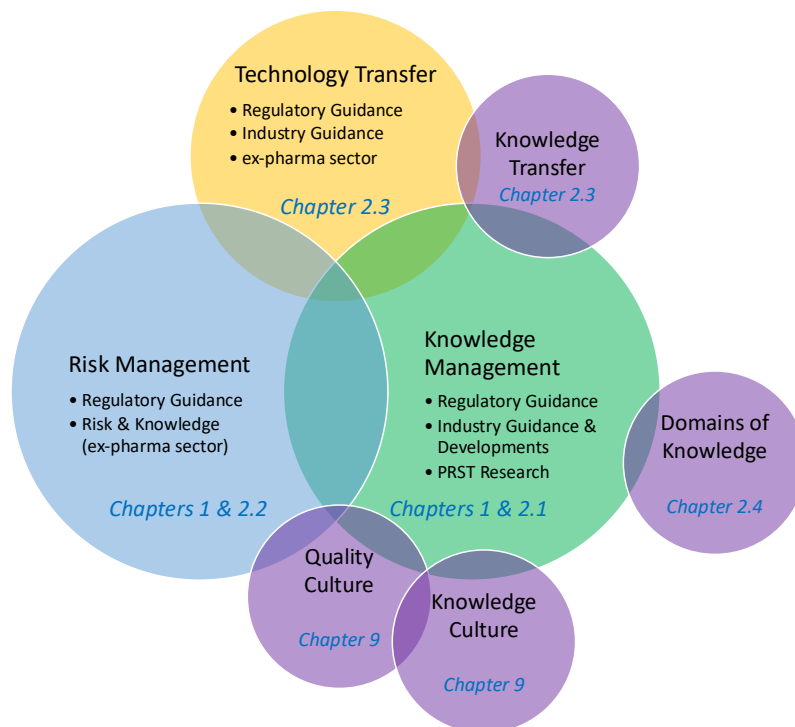 Technology Transfer
• Regulatory Guidance
• Industry Guidance
• ex-pharma sector
Chapter 2.3
Knowledge
Transfer
Chapter 2.3
Risk Management
• Regulatory Guidance
• Risk & Knowledge
(ex-pharma sector)
Chapters 1 & 2.2
Knowledge
Management
• Regulatory Guidance
• Industry Guidance &
Developments
• PRST Research
Chapters 1 & 2.1
Domains of
Knowledge
Chapter 2.4
Quality
Culture
Chapter 9
Knowledge
Culture
Chapter 9